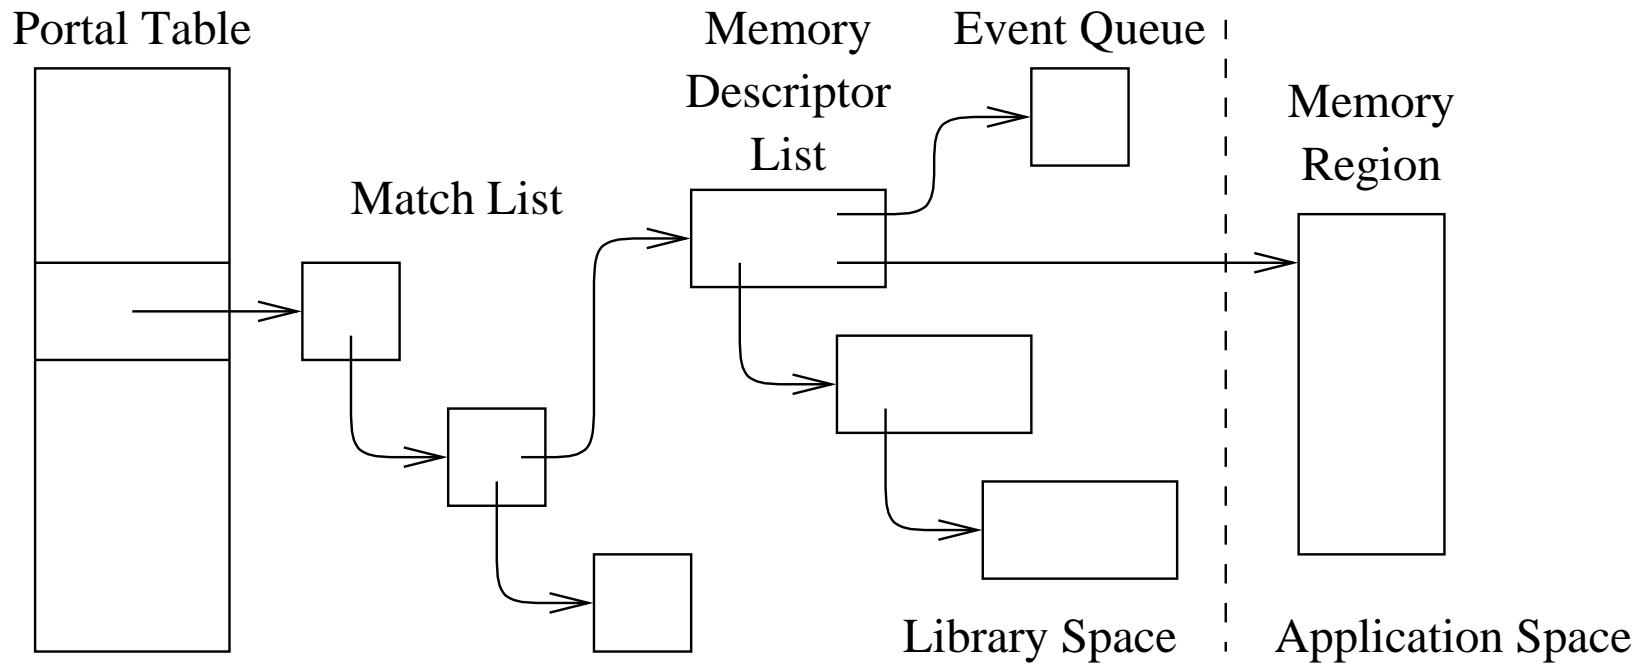 Portal Table
Match List
Memory
Descriptor
List
Event Queue
Memory
Region
Library Space
Application Space